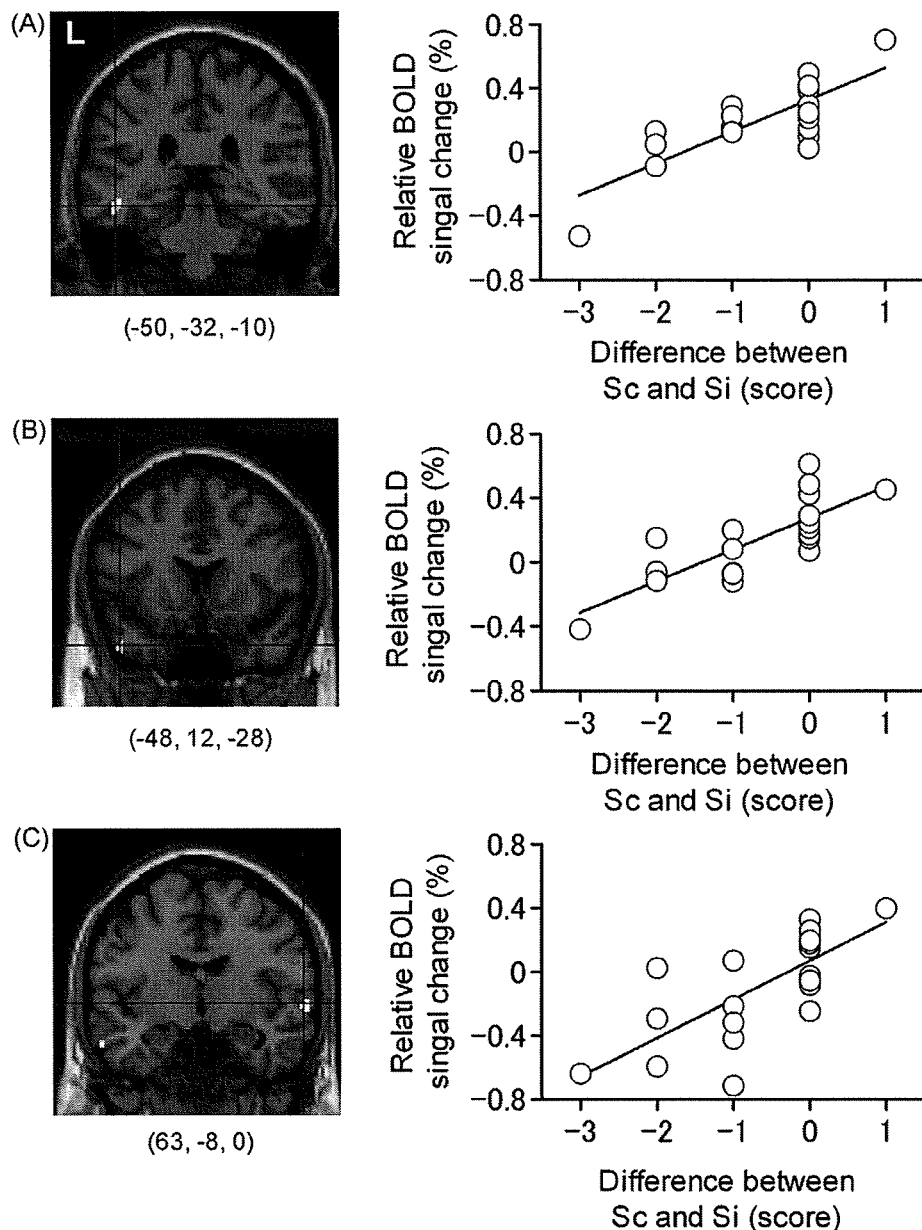 (A)
L
(-50, -32, -10)
Relative BOLD
singal change (%)
0.8
0.4
0
-0.4
-0.8
-3 -2 -1 0 1
Difference between
Sc and Si (score)
(B)
(-48, 12, -28)
Relative BOLD
singal change (%)
0.8
0.4
0
-0.4
-0.8
-3 -2 -1 0 1
Difference between
Sc and Si (score)
(C)
(63, -8, 0)
Relative BOLD
singal change (%)
0.8
0.4
0
-0.4
-0.8
-3 -2 -1 0 1
Difference between
Sc and Si (score)